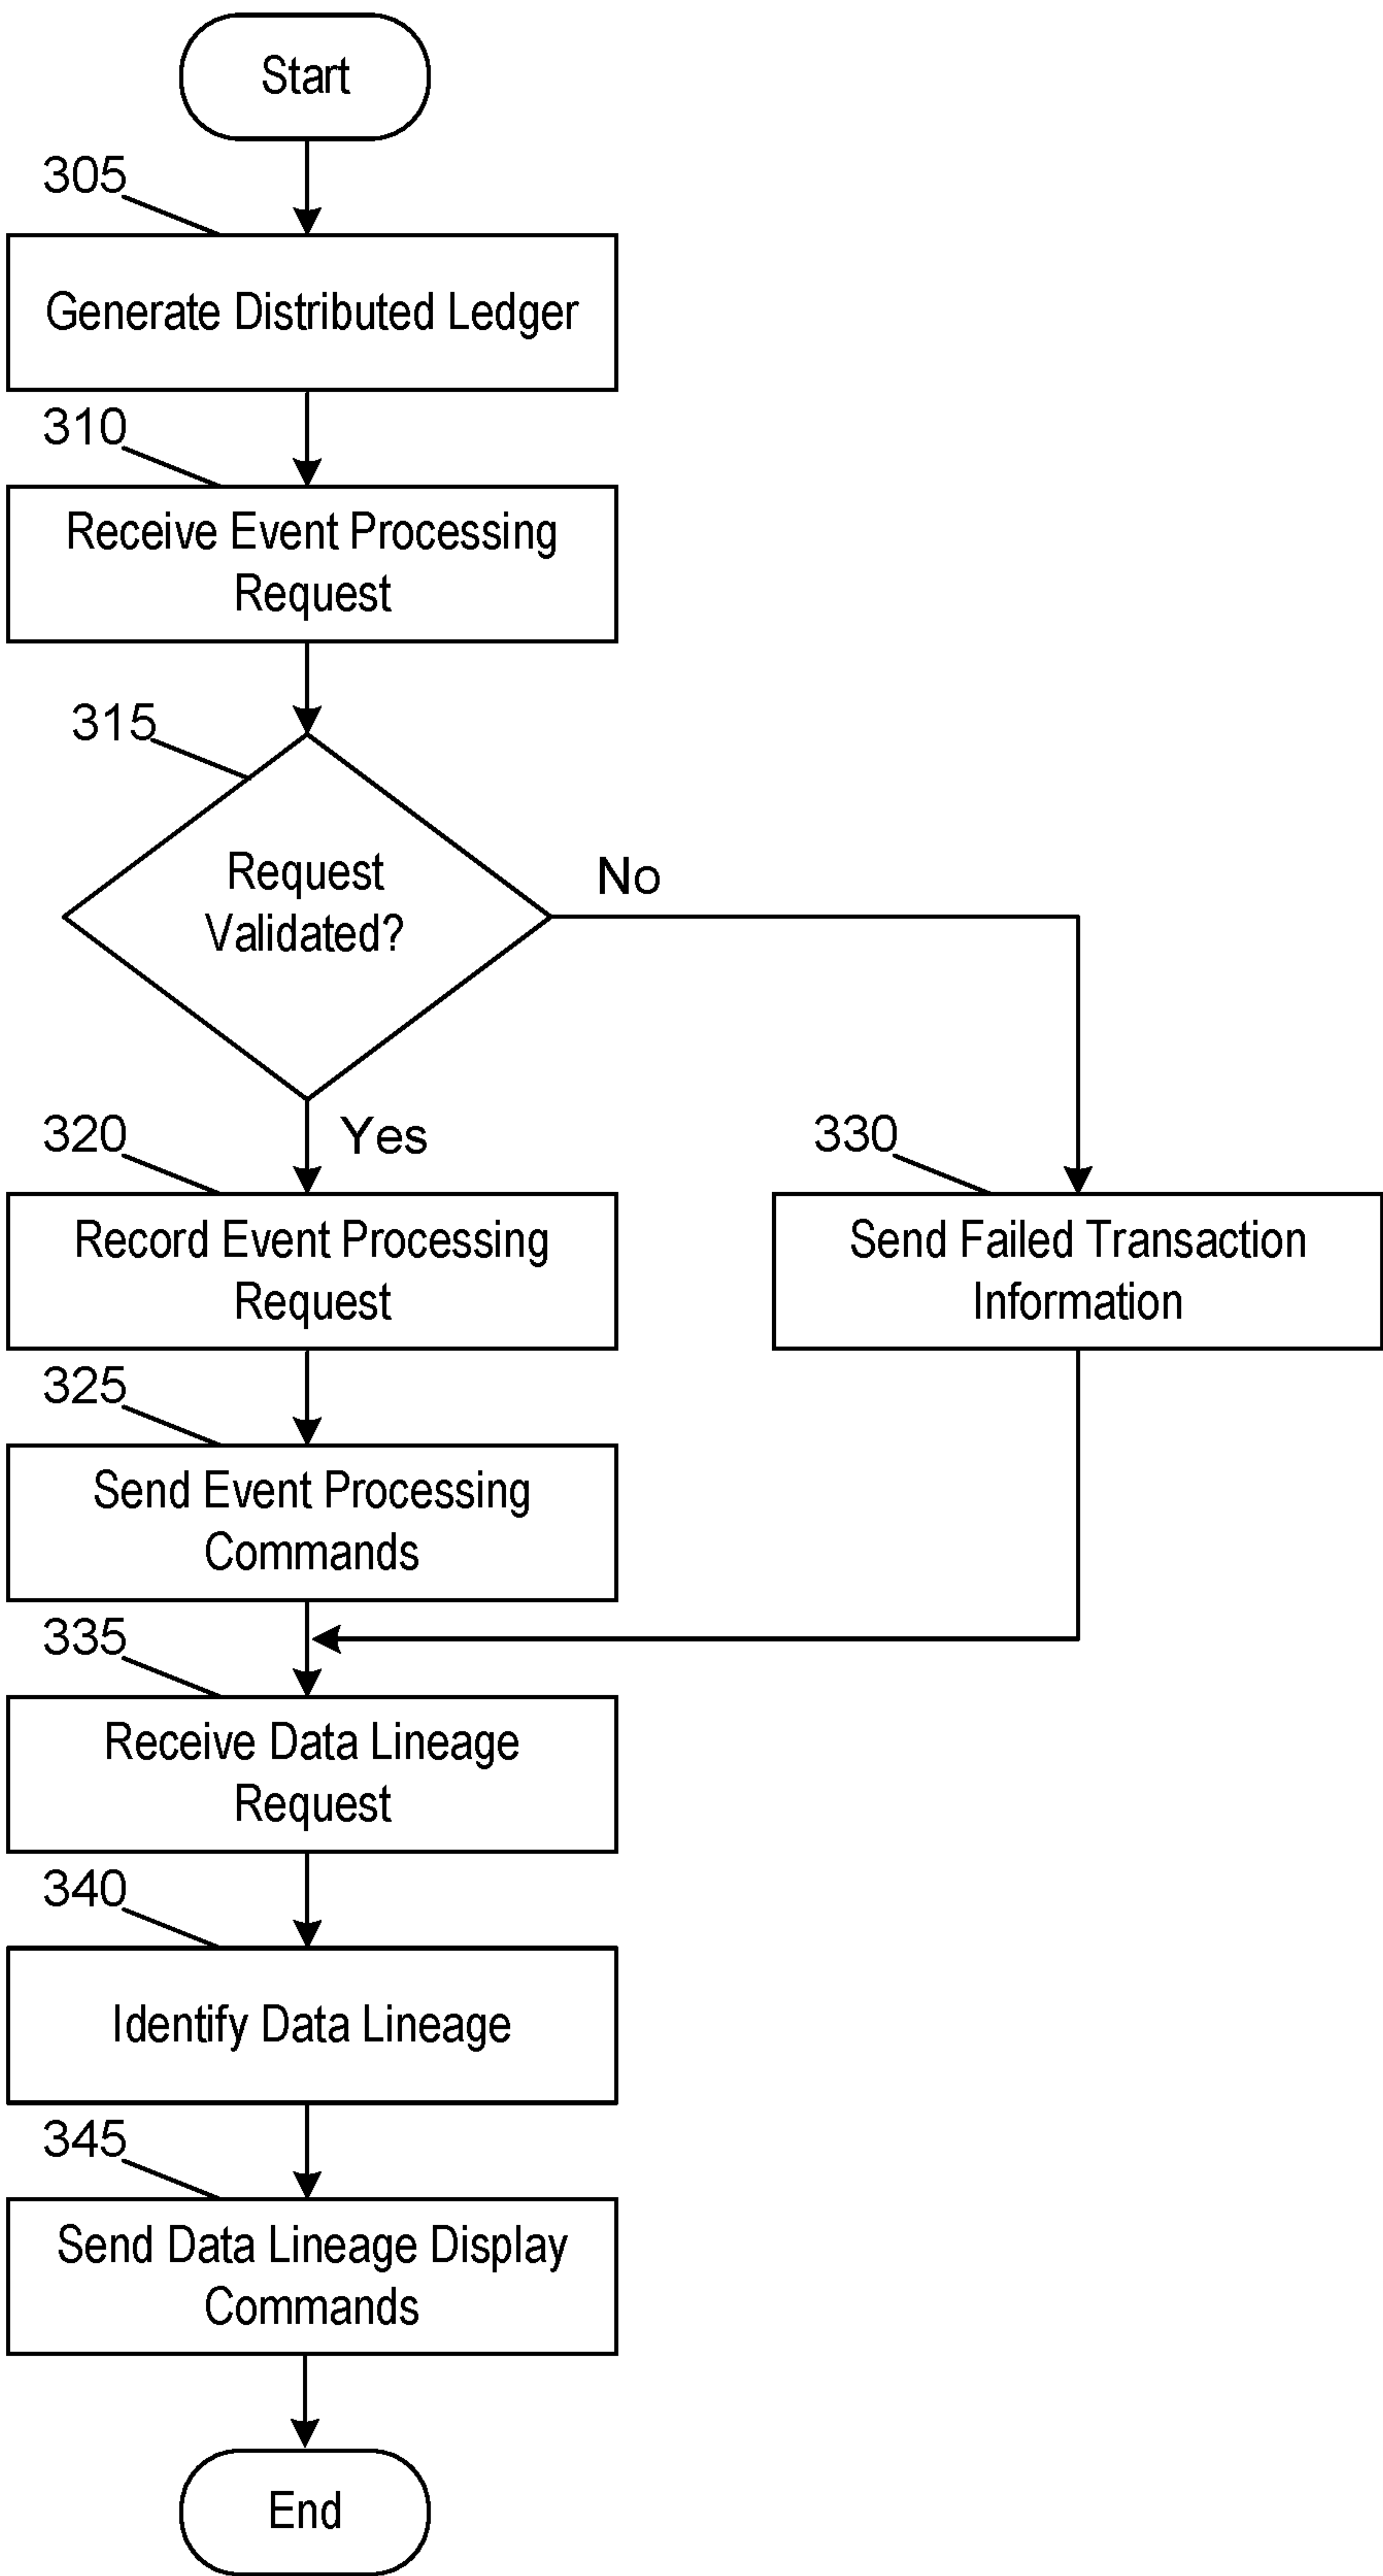 Start
305
Generate Distributed Ledger
310
Receive Event Processing
Request
315
Request
Validated?
No
Yes
320
Record Event Processing
Request
330
Send Failed Transaction
Information
325
Send Event Processing
Commands
335
Receive Data Lineage
Request
340
Identify Data Lineage
345
Send Data Lineage Display
Commands
End